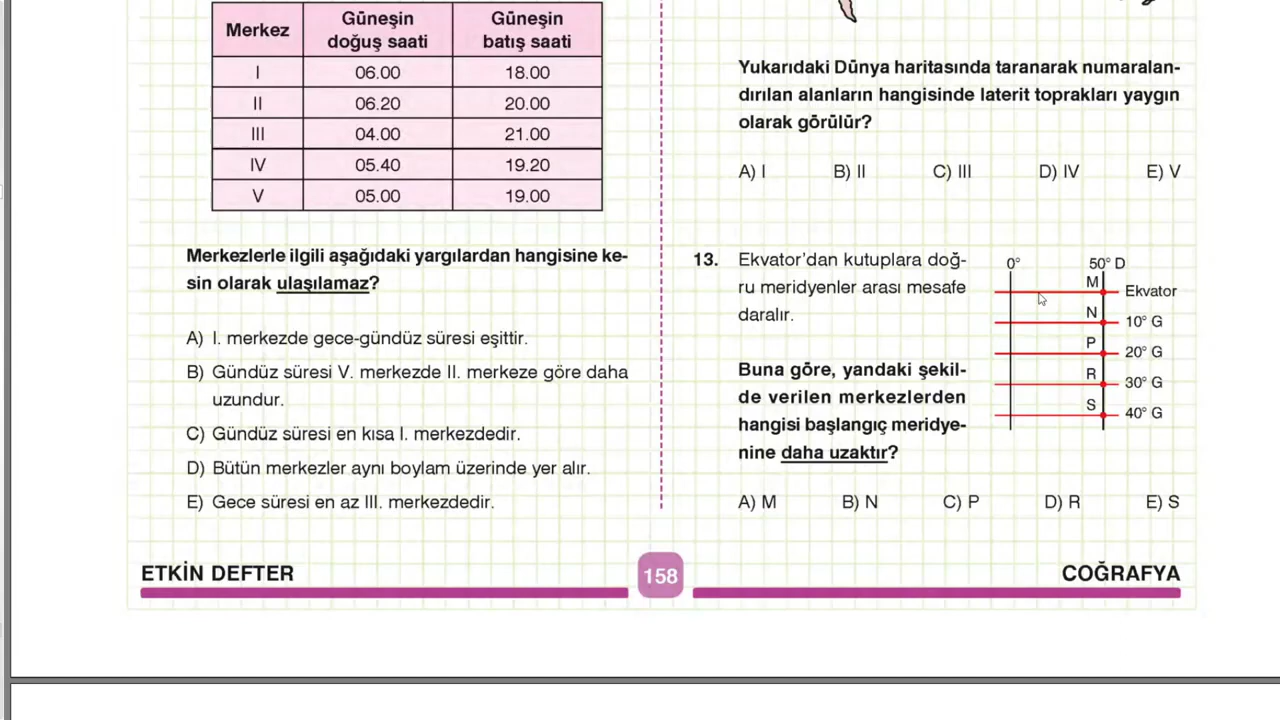 Merkez
Güneşin doğuş saati
Güneşin batış saati
I 06.00 18.00
II 06.20 20.00
III 04.00 21.00
IV 05.40 19.20
V 05.00 19.00
Merkezlerle ilgili aşağıdaki yargılardan hangisine ke-
sin olarak ulaşılamaz?
A) I. merkezde gece-gündüz süresi eşittir.
B) Gündüz süresi V. merkezde II. merkeze göre daha
uzundur.
C) Gündüz süresi en kısa I. merkezdedir.
D) Bütün merkezler aynı boylam üzerinde yer alır.
E) Gece süresi en az III. merkezdedir.
Yukarıdaki Dünya haritasında taranarak numaralan-
dırılan alanların hangisinde laterit toprakları yaygın
olarak görülür?
A) I B) II C) III D) IV E) V
13. Ekvator'dan kutuplara doğ-
ru meridyenler arası mesafe
daralır.
Buna göre, yandaki şekil-
de verilen merkezlerden
hangisi başlangıç meridye-
nine daha uzaktır?
0° 50° D
M Ekvator
N 10° G
P 20° G
R 30° G
S 40° G
A) M B) N C) P D) R E) S
ETKİN DEFTER
158
COĞRAFYA